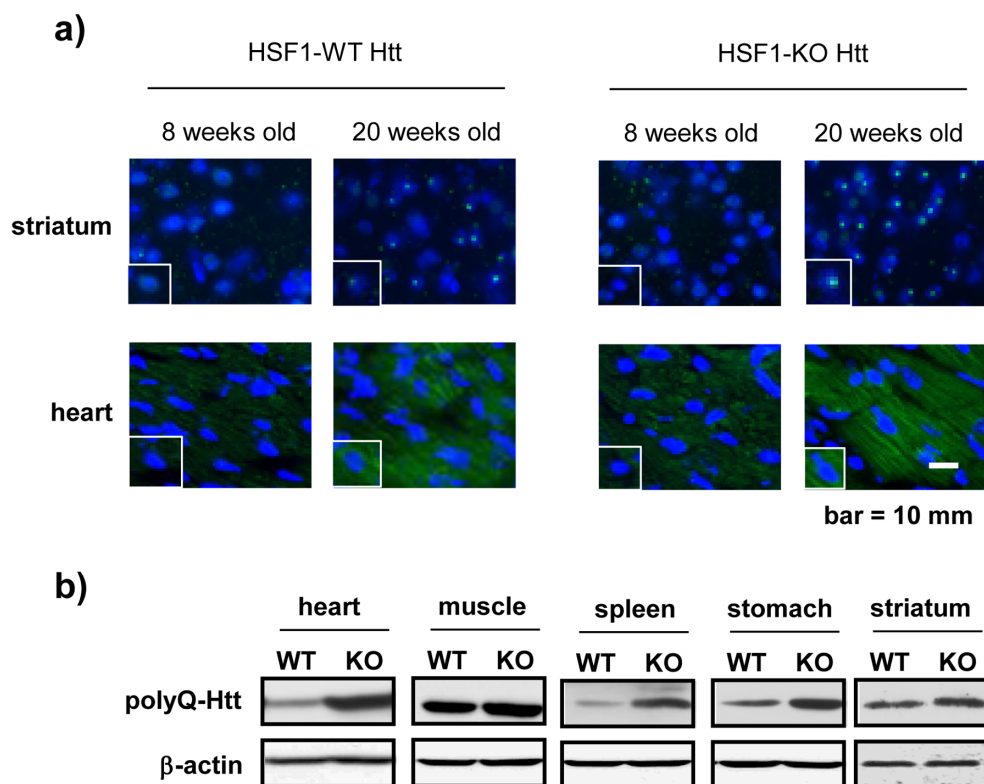 a)
HSF1-WT Htt
HSF1-KO Htt
8 weeks old
20 weeks old
8 weeks old
20 weeks old
striatum
heart
bar = 10 mm
b)
heart
muscle
spleen
stomach
striatum
WT KO WT KO WT KO WT KO WT KO
polyQ-Htt
β-actin